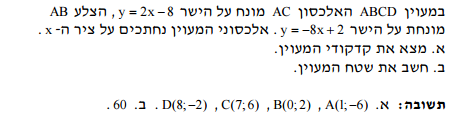 במעוין ABCD האלכסון AC מונח על הישר y = 2x – 8 , הצלע AB
מונחת על הישר y = –8x + 2 . אלכסוני המעוין נחתכים על ציר ה- x .
א. מצא את קדקודי המעוין.
ב. חשב את שטח המעוין.
תשובה: א. A(1;–6) , B(0;2) , C(7;6) , D(8;–2) . ב. 60 .